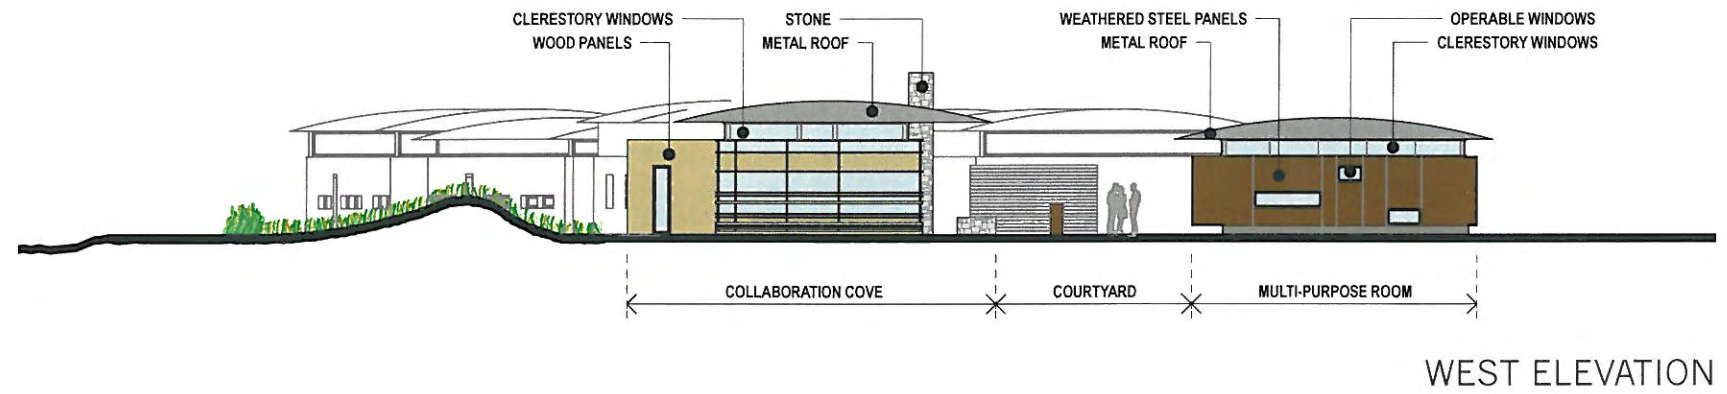 CLERESTORY WINDOWS
WOOD PANELS
STONE
METAL ROOF
WEATHERED STEEL PANELS
METAL ROOF
OPERABLE WINDOWS
CLERESTORY WINDOWS
COLLABORATION COVE
COURTYARD
MULTI-PURPOSE ROOM
WEST ELEVATION